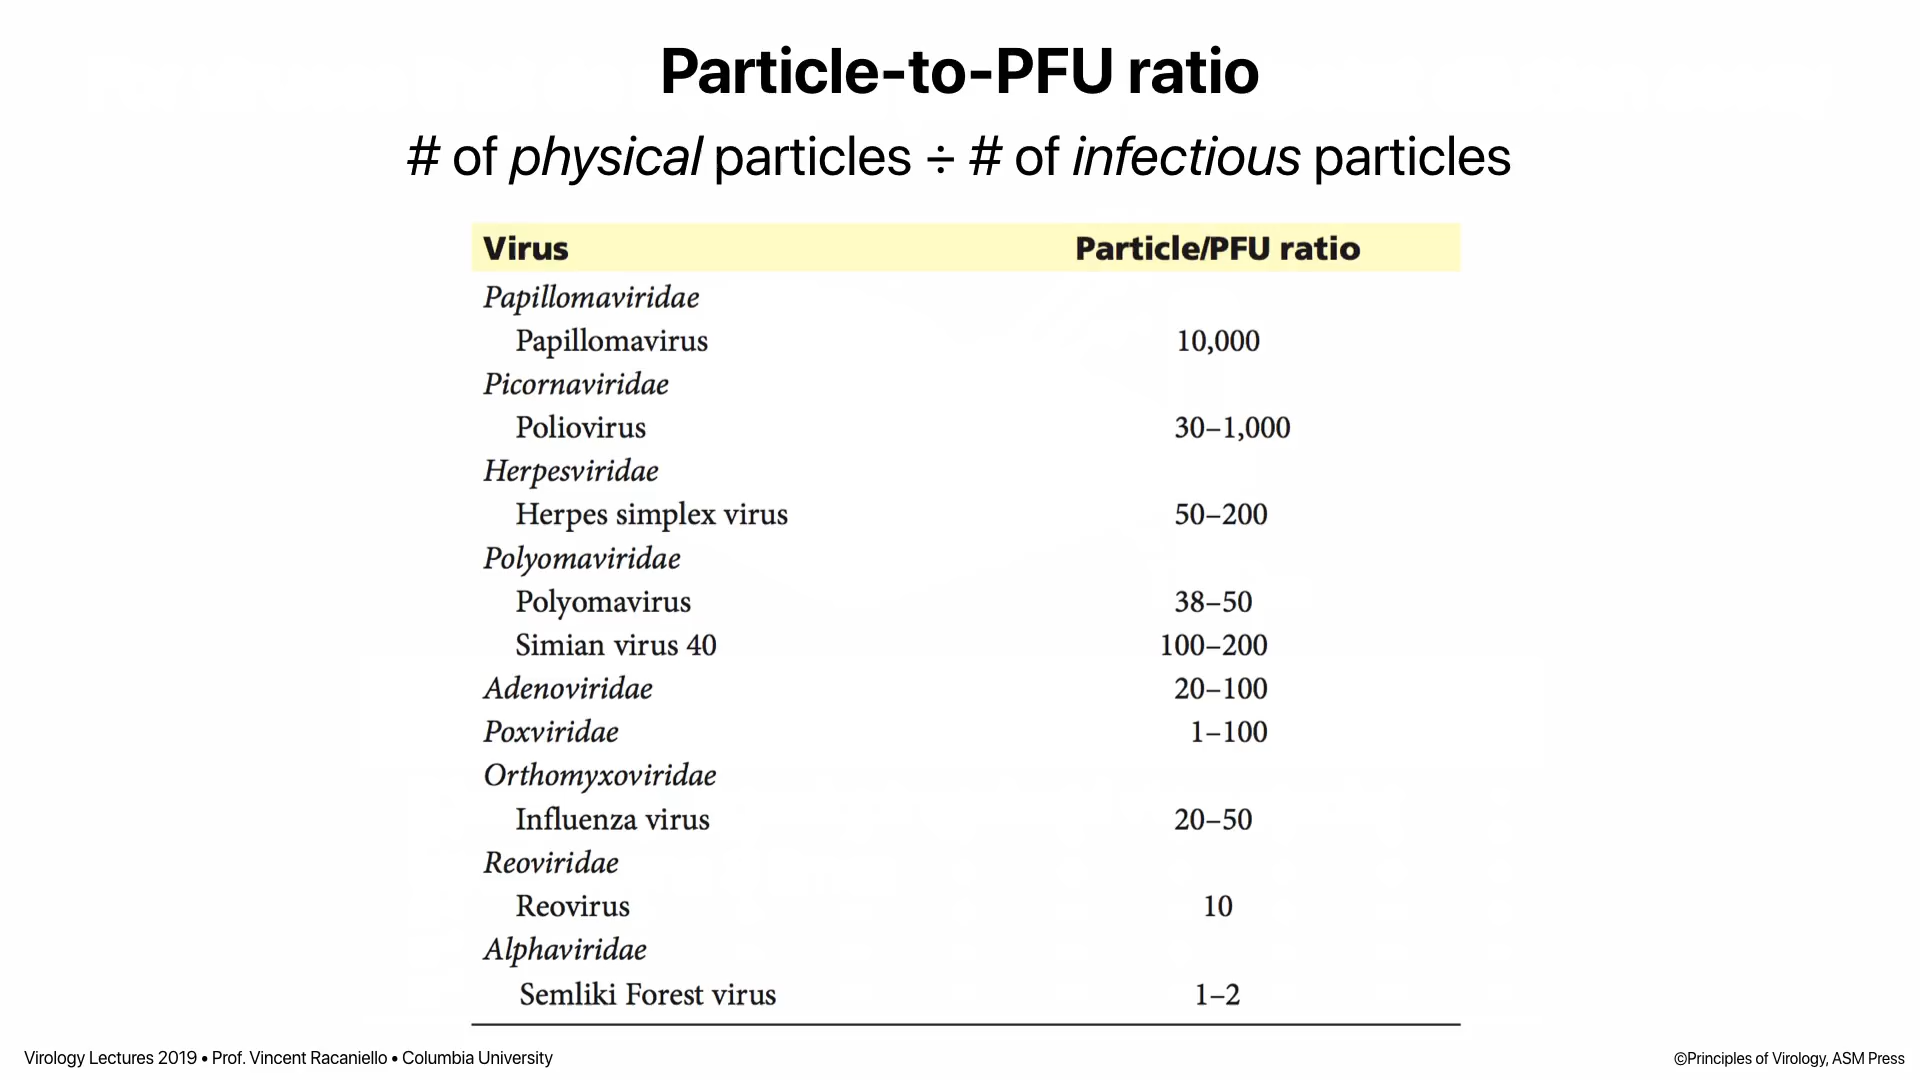 Particle-to-PFU ratio
# of physical particles ÷ # of infectious particles
Virus Particle/PFU ratio
Papillomaviridae
Papillomavirus 10,000
Picornaviridae
Poliovirus 30–1,000
Herpesviridae
Herpes simplex virus 50–200
Polyomaviridae
Polyomavirus 38–50
Simian virus 40 100–200
Adenoviridae 20–100
Poxviridae 1–100
Orthomyxoviridae
Influenza virus 20–50
Reoviridae
Reovirus 10
Alphaviridae
Semliki Forest virus 1–2
Virology Lectures 2019 • Prof. Vincent Racaniello • Columbia University ©Principles of Virology, ASM Press